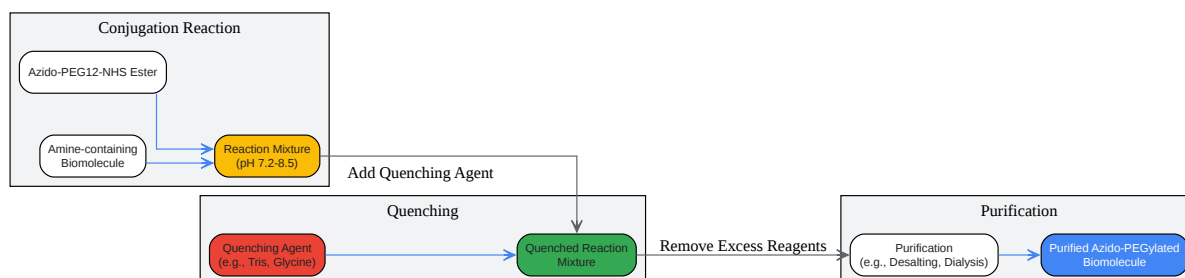 Conjugation Reaction
Azido-PEG12-NHS Ester
Amine-containing
Biomolecule
Reaction Mixture
(pH 7.2-8.5)
Add Quenching Agent
Quenching
Quenching Agent
(e.g., Tris, Glycine)
Quenched Reaction
Mixture
Remove Excess Reagents
Purification
Purification
(e.g., Desalting, Dialysis)
Purified Azido-PEGylated
Biomolecule